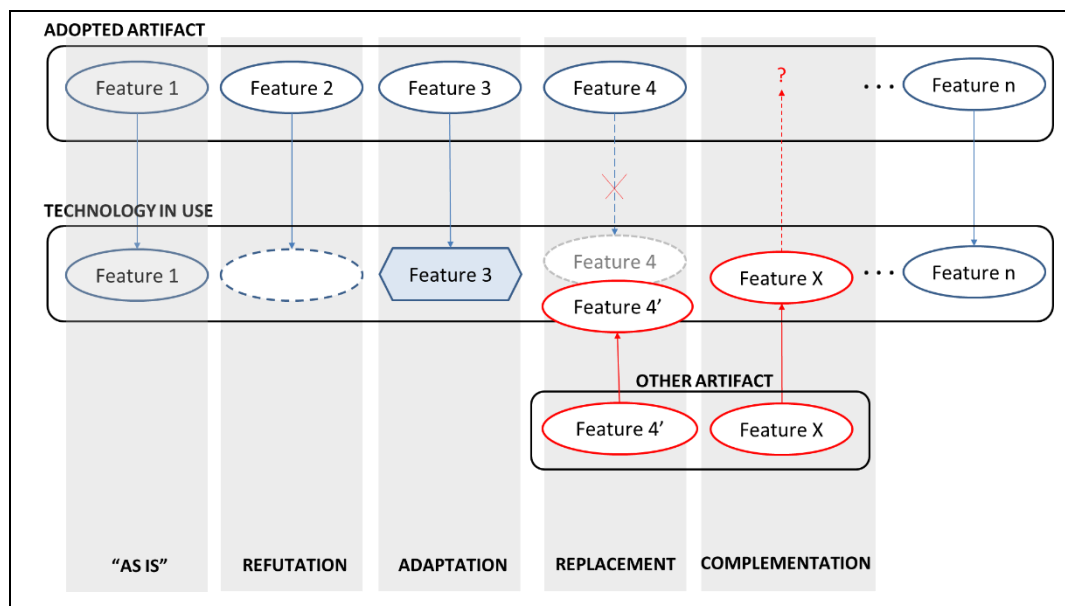 ADOPTED ARTIFACT
Feature 1
Feature 2
Feature 3
Feature 4
?
• • •
Feature n
TECHNOLOGY IN USE
Feature 1
Feature 3
Feature 4
Feature 4’
Feature X
• • •
Feature n
OTHER ARTIFACT
Feature 4’
Feature X
“AS IS”
REFUTATION
ADAPTATION
REPLACEMENT
COMPLEMENTATION